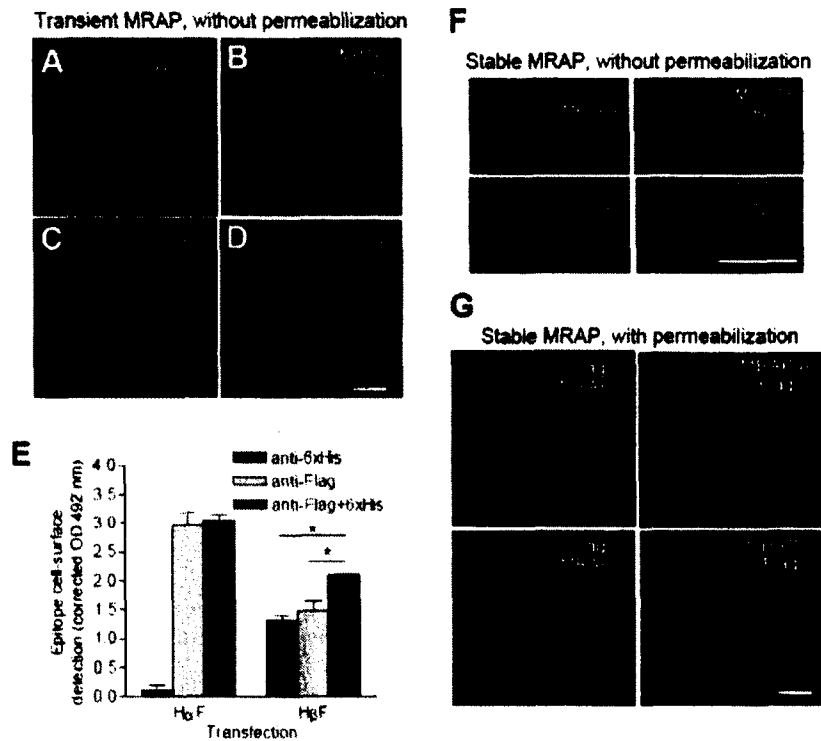 Transient MRAP, without permeabilization
A
B
C
D
E
Epitope cell-surface
detection (corrected OD 492 nm)
4.0
3.5
3.0
2.5
2.0
1.5
1.0
0.5
0.0
anti-6xHis
anti-Flag
anti-Flag+6xHis
*
*
HαF
HβF
Transfection
F
Stable MRAP, without permeabilization
G
Stable MRAP, with permeabilization